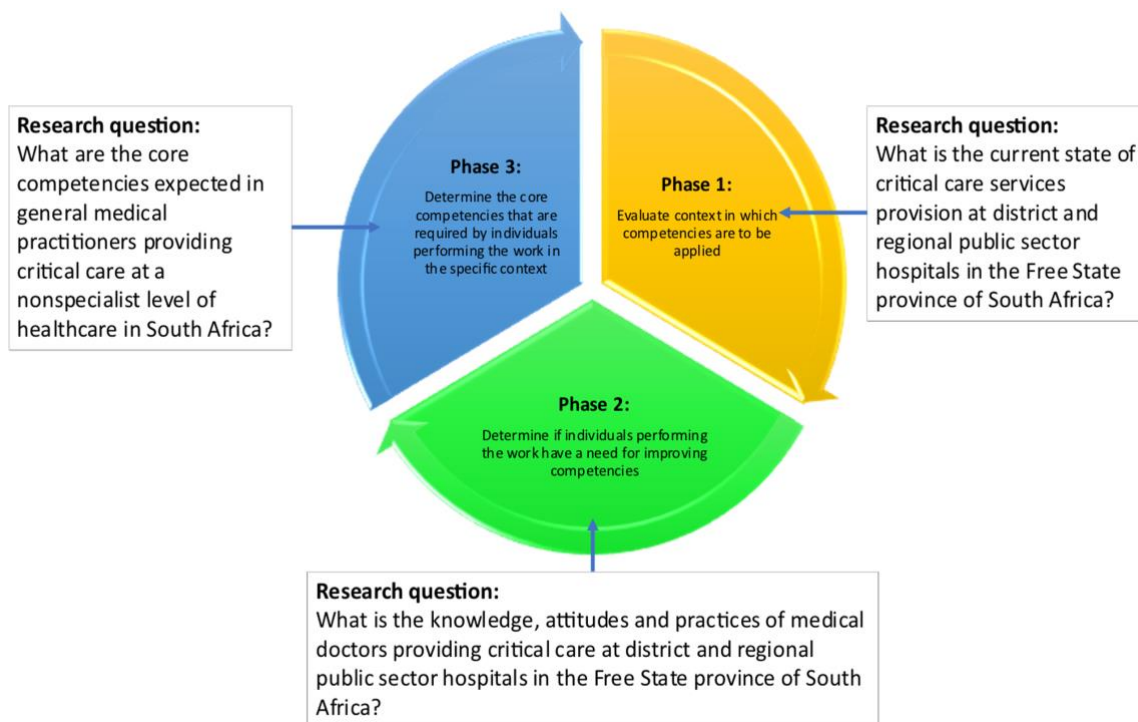 Research question:
What are the core
competencies expected in
general medical
practitioners providing
critical care at a
nonspecialist level of
healthcare in South Africa?
Phase 3:
Determine the core
competencies that are
required by individuals
performing the work in
the specific context
Phase 1:
Evaluate context in which
competencies are to be
applied
Research question:
What is the current state of
critical care services
provision at district and
regional public sector
hospitals in the Free State
province of South Africa?
Phase 2:
Determine if individuals performing
the work have a need for improving
competencies
Research question:
What is the knowledge, attitudes and practices of medical
doctors providing critical care at district and regional
public sector hospitals in the Free State province of South
Africa?